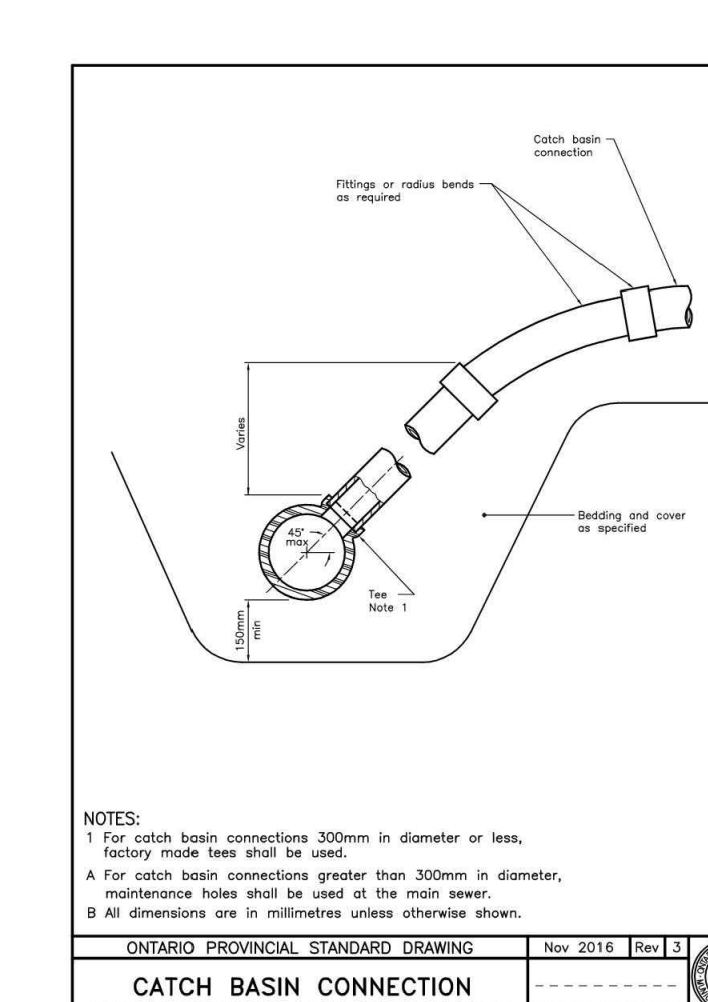 Catch basin
connection
Fittings or radius bends
as required
Varies
45°
max
Bedding and cover
as specified
Tee
Note 1
150mm
min
NOTES:
1 For catch basin connections 300mm in diameter or less,
factory made tees shall be used.
A For catch basin connections greater than 300mm in diameter,
maintenance holes shall be used at the main sewer.
B All dimensions are in millimetres unless otherwise shown.
ONTARIO PROVINCIAL STANDARD DRAWING
Nov 2016 Rev 3
CATCH BASIN CONNECTION